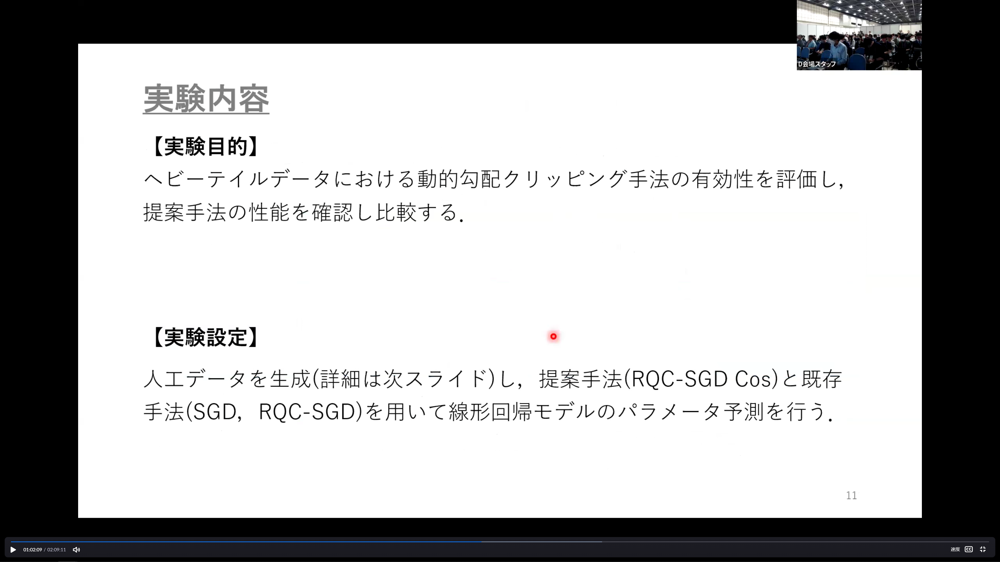 D会場スタッフ
実験内容
【実験目的】
ヘビーテイルデータにおける動的勾配クリッピング手法の有効性を評価し，
提案手法の性能を確認し比較する．
【実験設定】
人工データを生成(詳細は次スライド)し，提案手法(RQC-SGD Cos)と既存
手法(SGD，RQC-SGD)を用いて線形回帰モデルのパラメータ予測を行う．
11
01:02:09 / 02:09:11
速度 CC